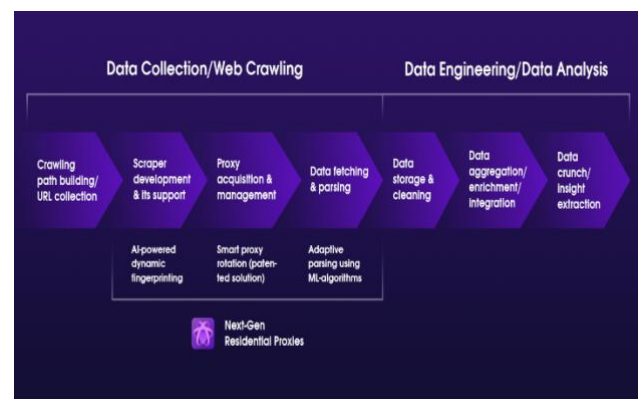 Data Collection/Web Crawling
Data Engineering/Data Analysis
Crawling
path building/
URL collection
Scraper
development
& its support
Proxy
acquisition &
management
Data fetching
& parsing
Data
storage &
cleaning
Data
aggregation/
enrichment/
integration
Data
crunch/
insight
extraction
AI-powered
dynamic
fingerprinting
Smart proxy
rotation (paten-
ted solution)
Adaptive
parsing using
ML-algorithms
Next-Gen
Residential Proxies